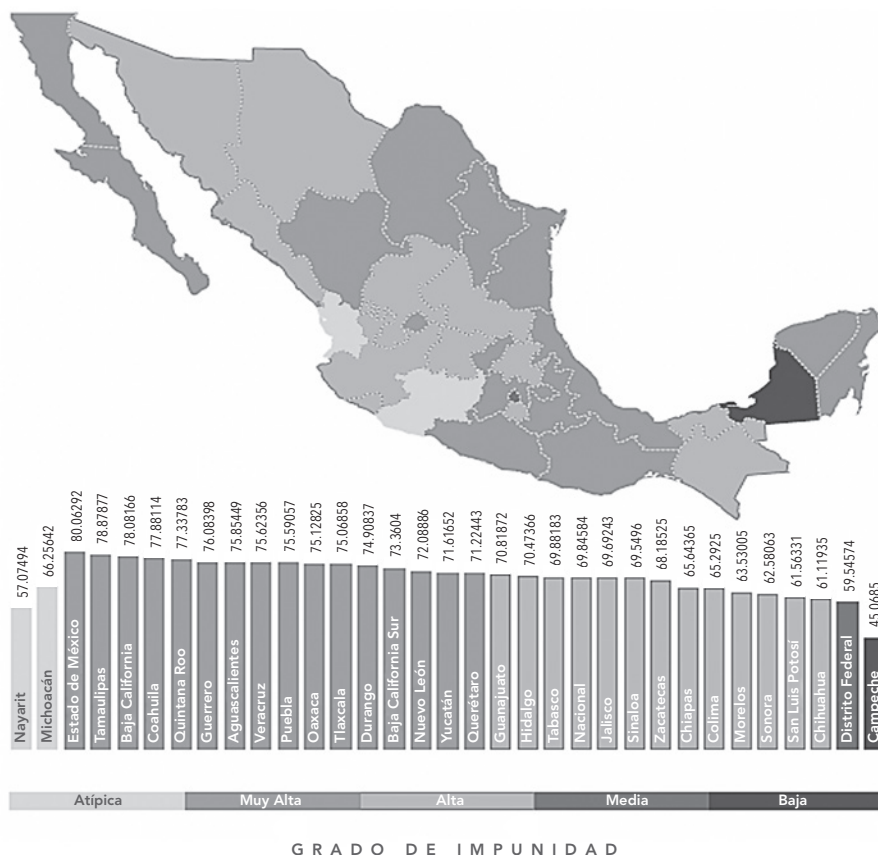 57.07494
66.25642
80.06292
78.87877
78.08166
77.88114
77.33783
76.08398
75.85449
75.62356
75.59057
75.12825
75.06858
74.90837
73.3604
72.08886
71.61652
71.22443
70.81872
70.47366
69.88183
69.84584
69.69243
69.5496
68.18525
65.64365
65.2925
63.53005
62.58063
61.56331
61.11935
59.54574
45.0685
Nayarit
Michoacán
Estado de México
Tamaulipas
Baja California
Coahuila
Quintana Roo
Guerrero
Aguascalientes
Veracruz
Puebla
Oaxaca
Tlaxcala
Durango
Baja California Sur
Nuevo León
Yucatán
Querétaro
Guanajuato
Hidalgo
Tabasco
Nacional
Jalisco
Sinaloa
Zacatecas
Chiapas
Colima
Morelos
Sonora
San Luis Potosí
Chihuahua
Distrito Federal
Campeche
Atípica Muy Alta Alta Media Baja
GRADO DE IMPUNIDAD